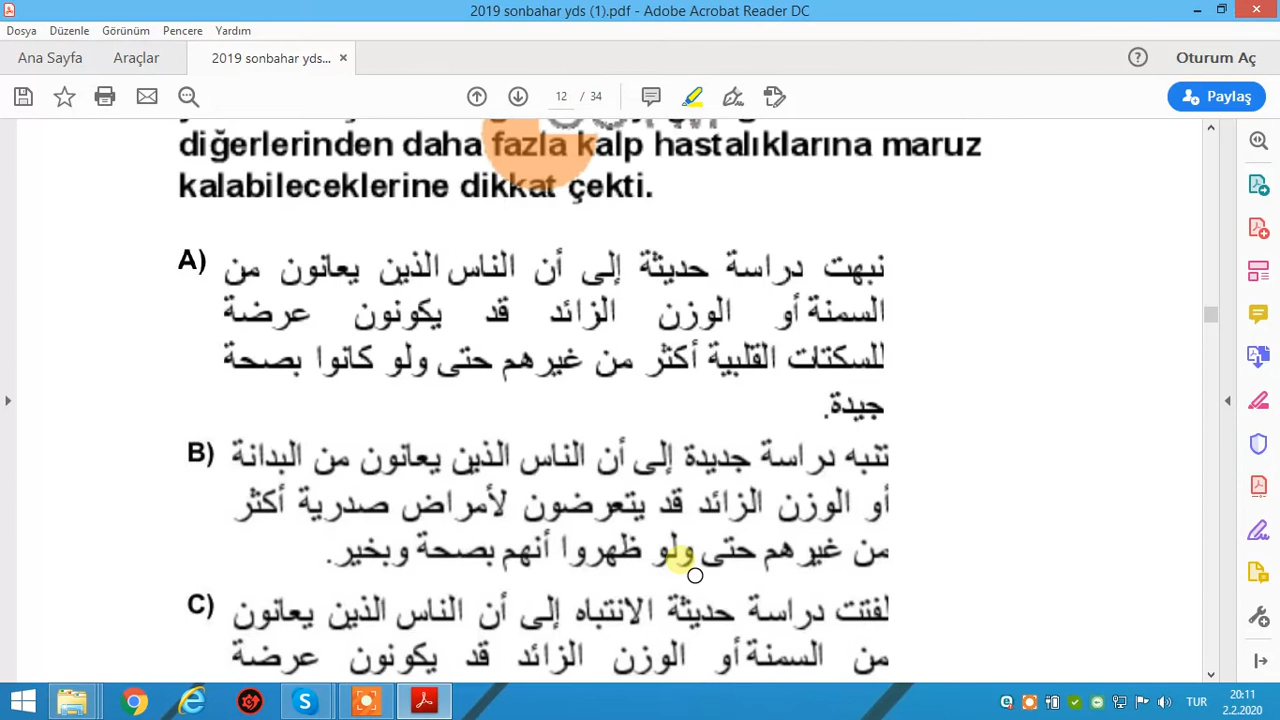 2019 sonbahar yds (1).pdf - Adobe Acrobat Reader DC
Dosya Düzenle Görünüm Pencere Yardım
Ana Sayfa Araçlar 2019 sonbahar yds... × Oturum Aç
12 / 34 Paylaş
diğerlerinden daha fazla kalp hastalıklarına maruz
kalabileceklerine dikkat çekti.
A) نبهت دراسة حديثة إلى أن الناس الذين يعانون من
السمنة أو الوزن الزائد قد يكونون عرضة
للسكتات القلبية أكثر من غيرهم حتى ولو كانوا بصحة
جيدة.
B) تنبه دراسة جديدة إلى أن الناس الذين يعانون من البدانة
أو الوزن الزائد قد يتعرضون لأمراض صدرية أكثر
من غيرهم حتى ولو ظهروا أنهم بصحة وبخير.
C) لفتت دراسة حديثة الانتباه إلى أن الناس الذين يعانون
من السمنة أو الوزن الزائد قد يكونون عرضة
TUR 20:11
2.2.2020